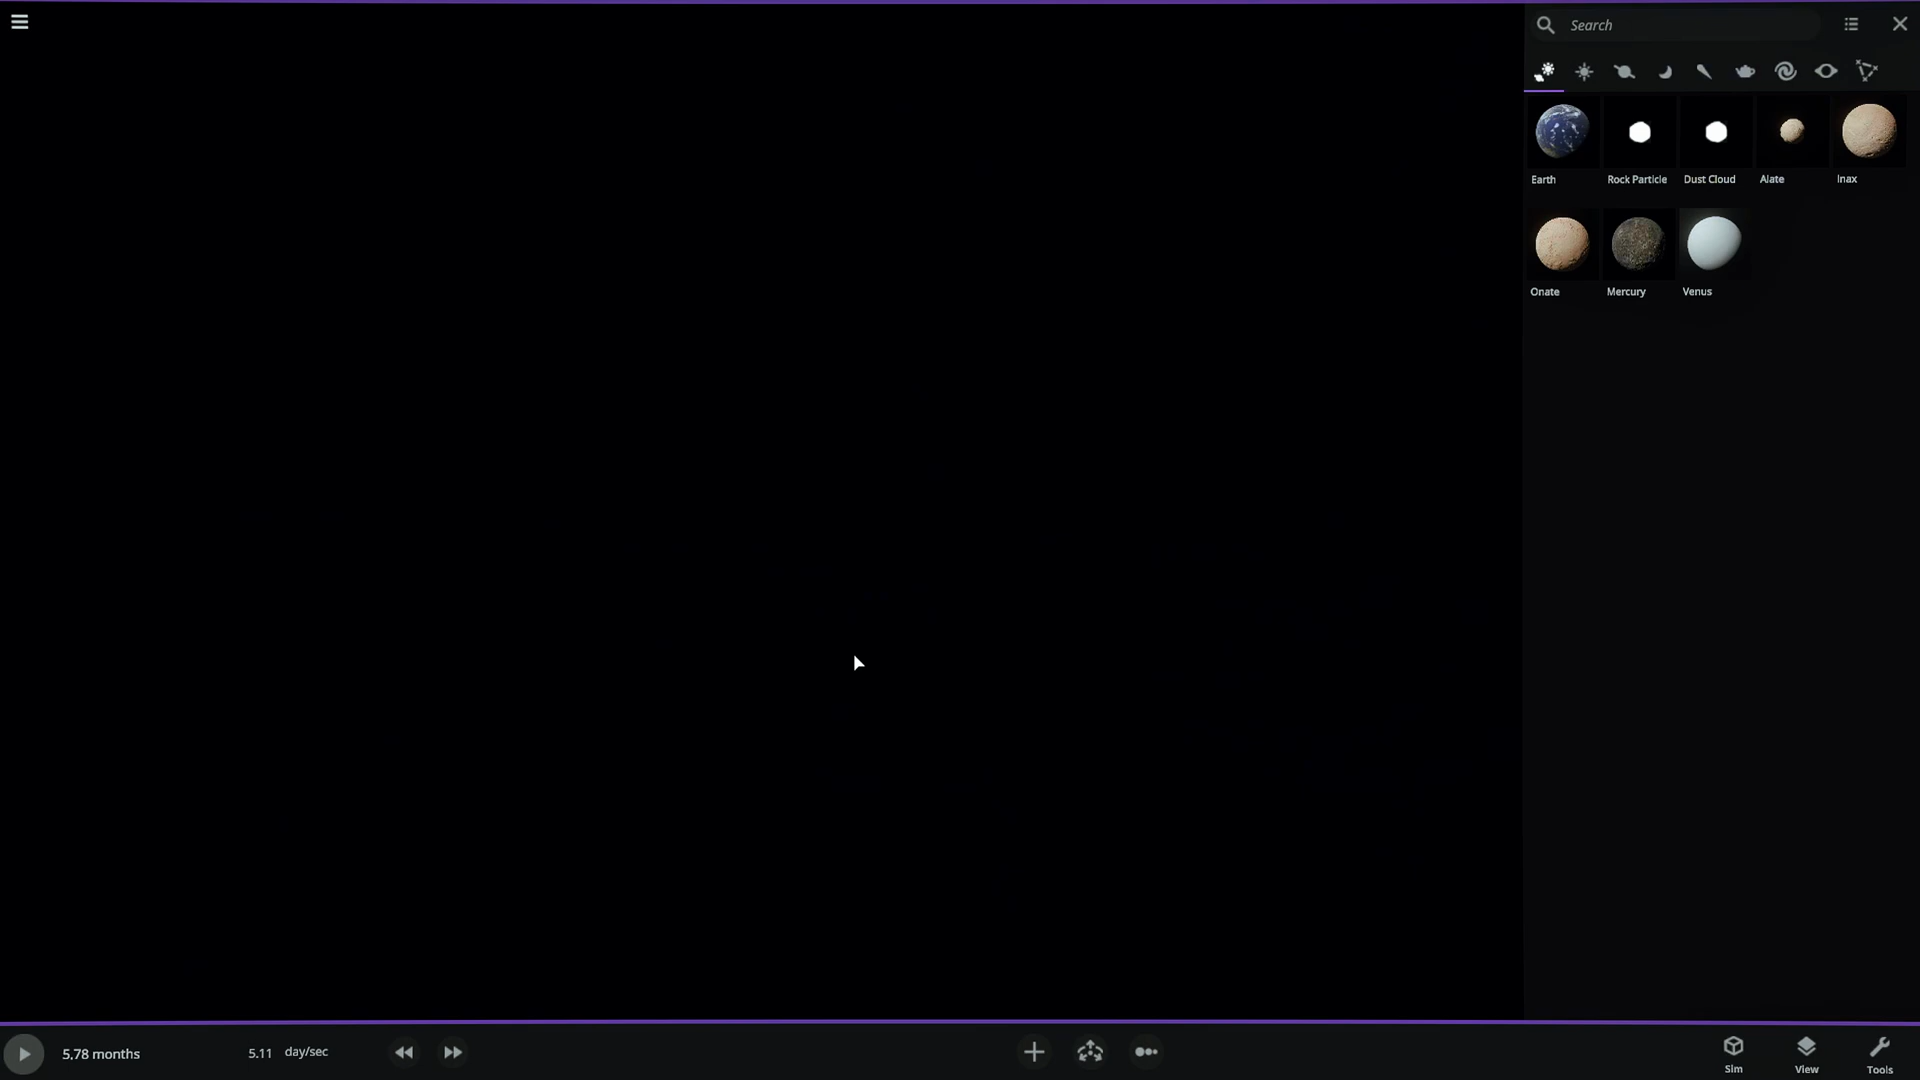 Search
Earth
Rock Particle
Dust Cloud
Alate
Inax
Onate
Mercury
Venus
5.78 months
5.11 day/sec
Sim
View
Tools